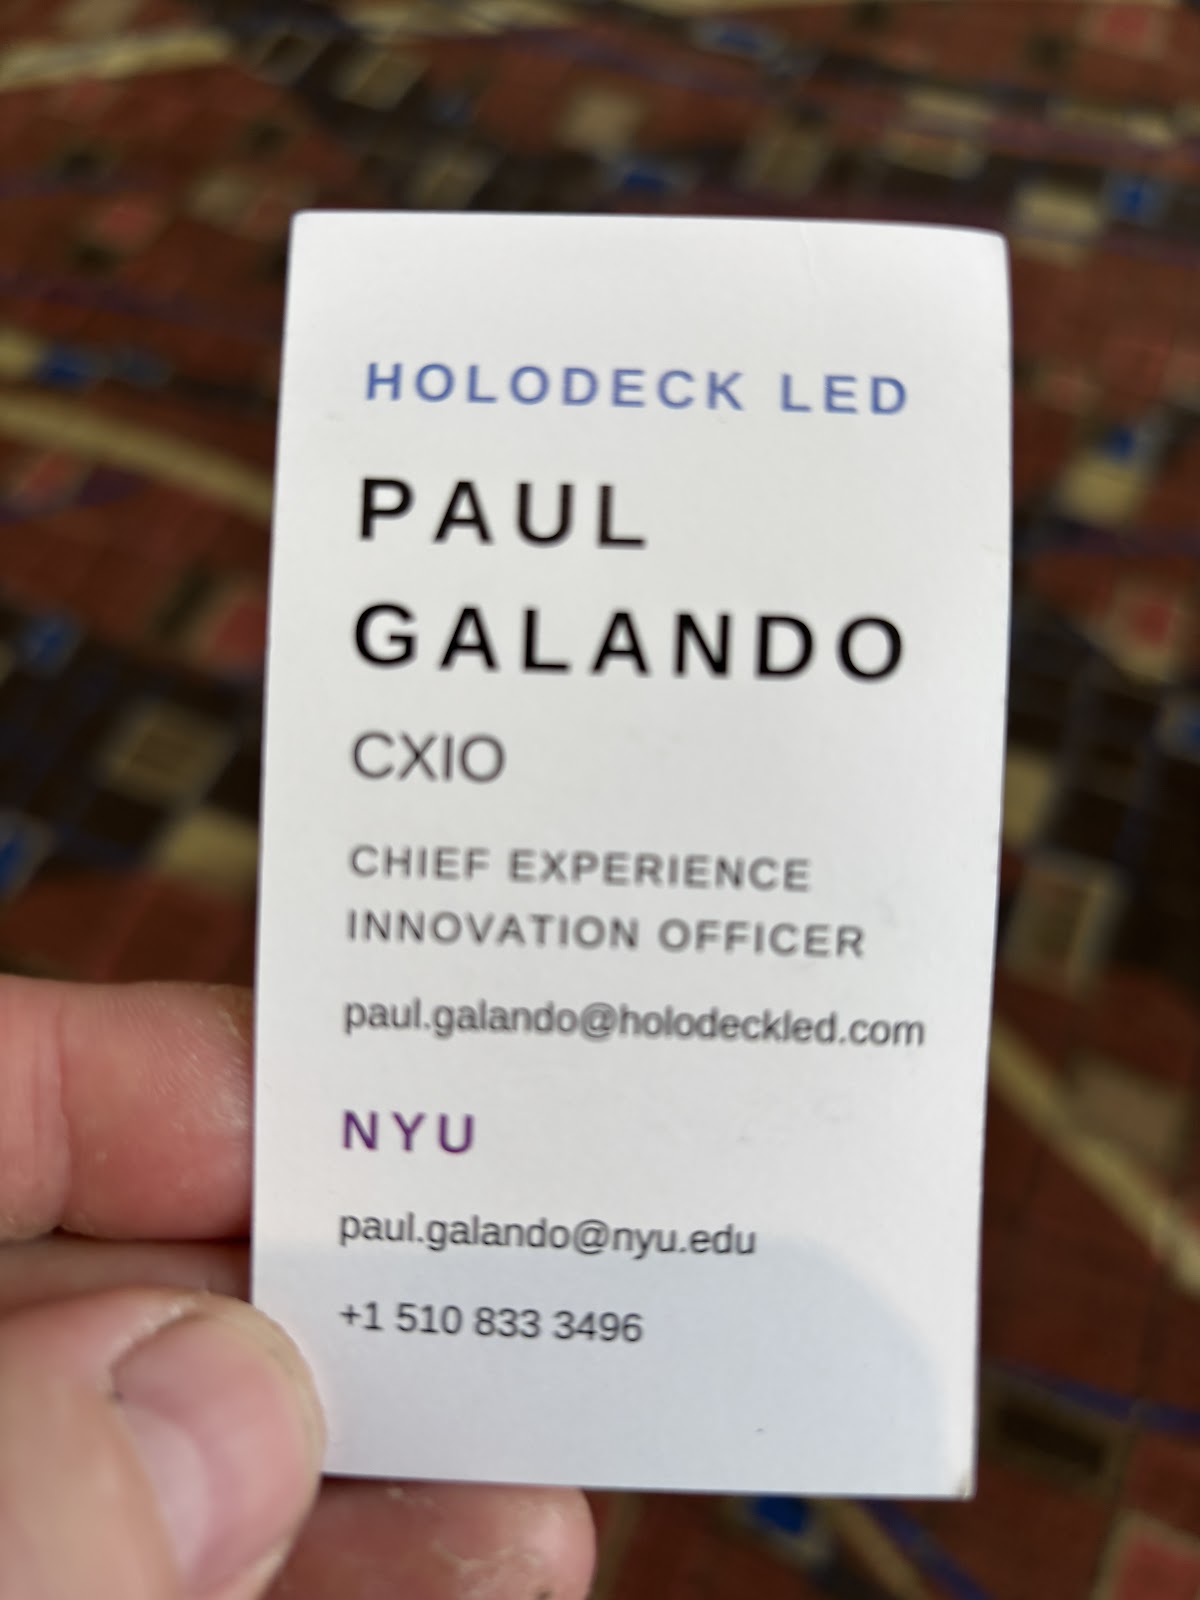 HOLODECK LED
PAUL
GALANDO
CXIO
CHIEF EXPERIENCE
INNOVATION OFFICER
paul.galando@holodeckled.com
NYU
paul.galando@nyu.edu
+1 510 833 3496